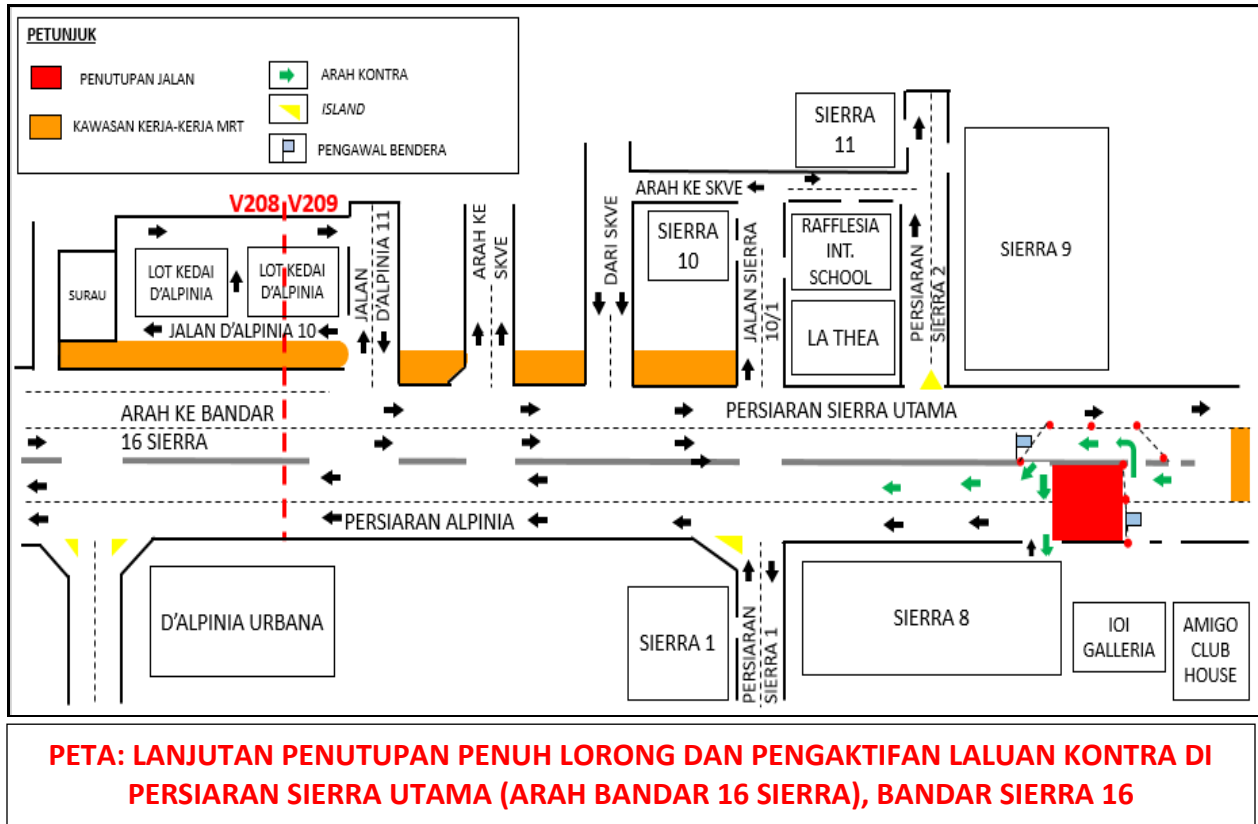 PETUNJUK
PENUTUPAN JALAN
ARAH KONTRA
ISLAND
KAWASAN KERJA-KERJA MRT
PENGAWAL BENDERA
V208 V209
SURAU
LOT KEDAI
D'ALPINIA
LOT KEDAI
D'ALPINIA
JALAN D'ALPINIA 10
JALAN
D'ALPINIA 11
ARAH KE
SKVE
DARI SKVE
ARAH KE SKVE
SIERRA
10
JALAN SIERRA
10/1
SIERRA
11
RAFFLESIA
INT.
SCHOOL
LA THEA
PERSIARAN
SIERRA 2
SIERRA 9
ARAH KE BANDAR
16 SIERRA
PERSIARAN SIERRA UTAMA
PERSIARAN ALPINIA
D'ALPINIA URBANA
SIERRA 1
PERSIARAN
SIERRA 1
SIERRA 8
IOI
GALLERIA
AMIGO
CLUB
HOUSE
PETA: LANJUTAN PENUTUPAN PENUH LORONG DAN PENGAKTIFAN LALUAN KONTRA DI
PERSIARAN SIERRA UTAMA (ARAH BANDAR 16 SIERRA), BANDAR SIERRA 16